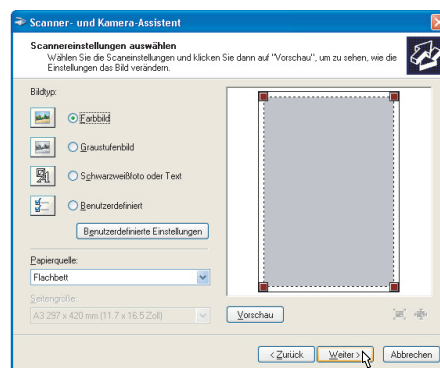 Scanner- und Kamera-Assistent
Scannereinstellungen auswählen
Wählen Sie die Scaneinstellungen und klicken Sie dann auf "Vorschau", um zu sehen, wie die
Einstellungen das Bild verändern.
Bildtyp:
Farbbild
Graustufenbild
Schwarzweißfoto oder Text
Benutzerdefiniert
Benutzerdefinierte Einstellungen
Papierquelle:
Flachbett
Seitengröße:
A3 297 x 420 mm (11.7 x 16.5 Zoll)
Vorschau
< Zurück
Weiter >
Abbrechen